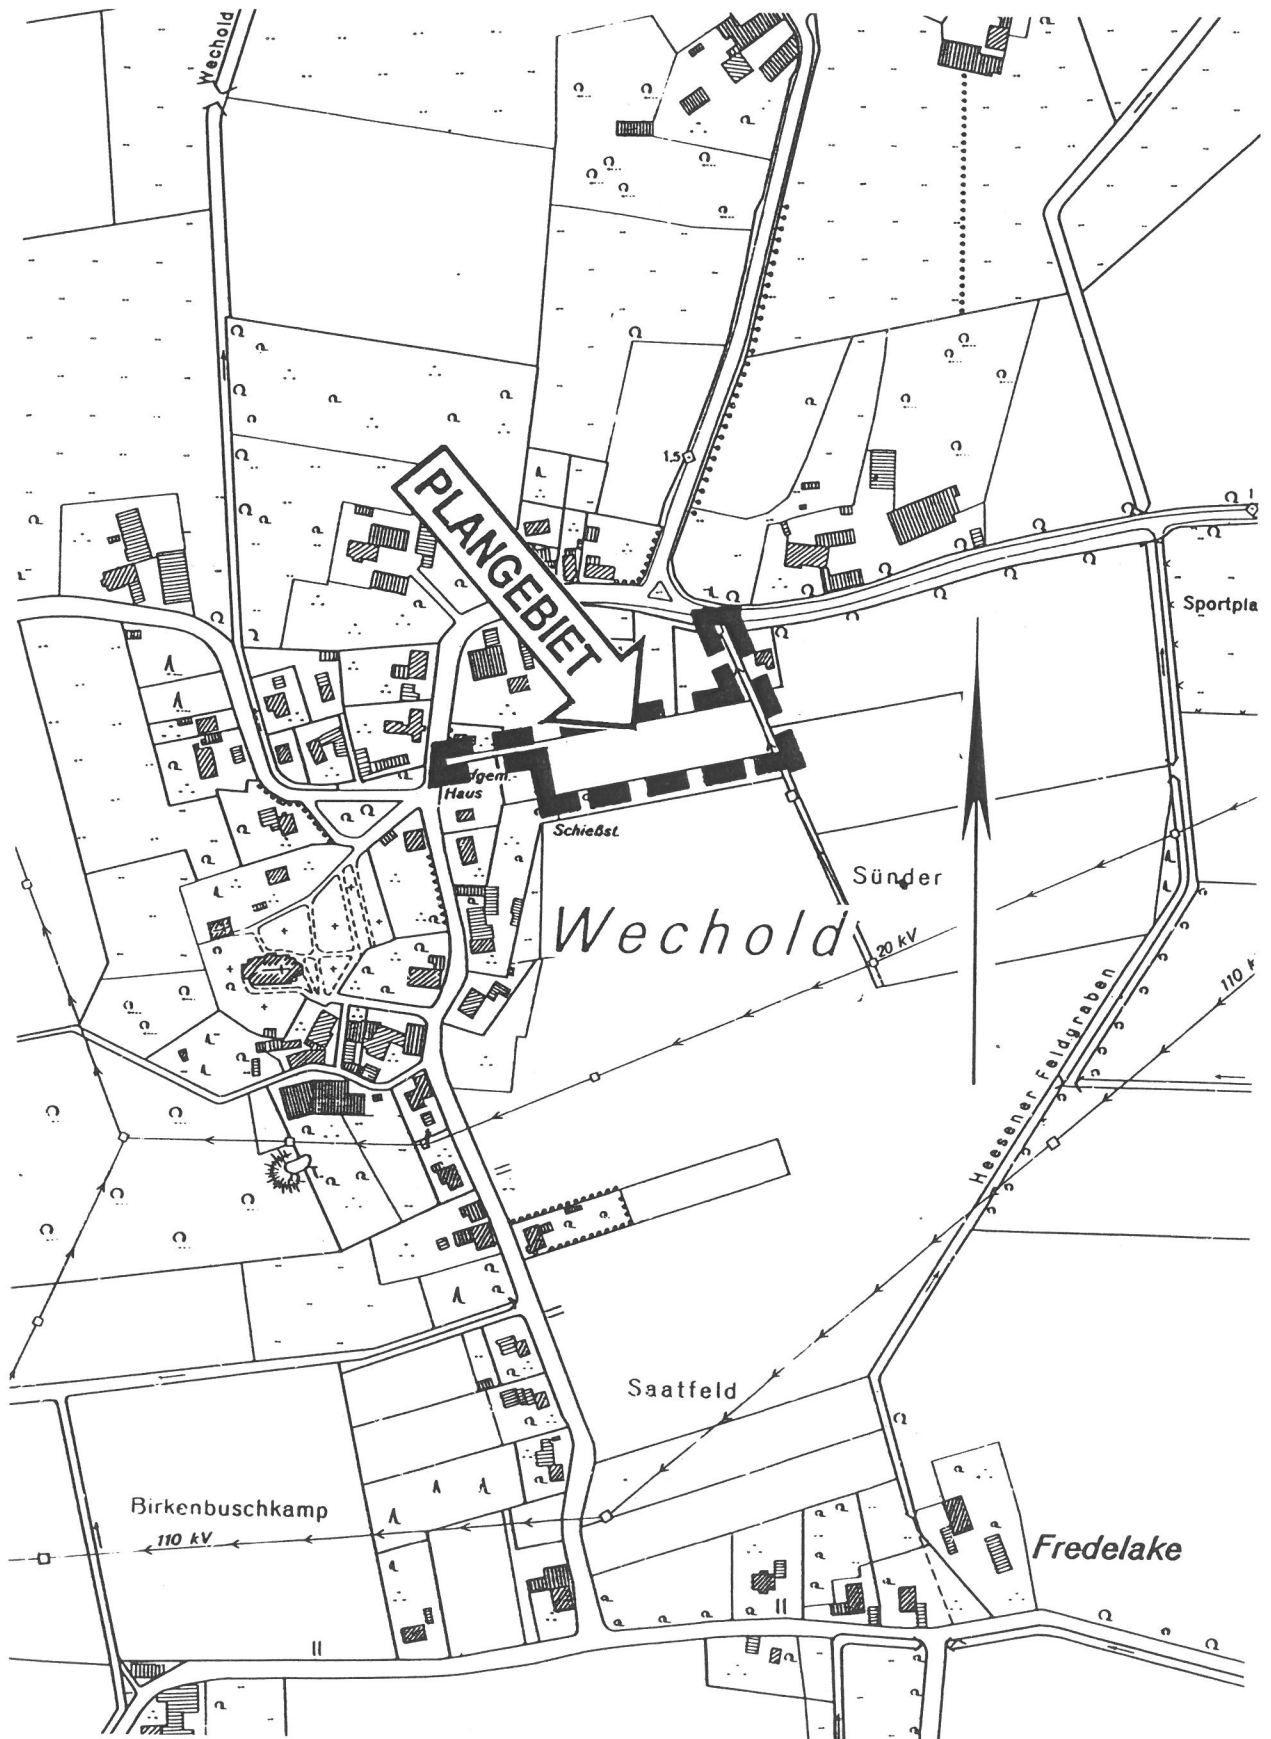 Wechold
1,5
PLANGEBIET
Sportpla
dfgem.
Haus
Schießst.
Sünder
Wechold
20 kV
110 k
Heesener Feldgraben
Saatfeld
Birkenbuschkamp
110 kV
Fredelake